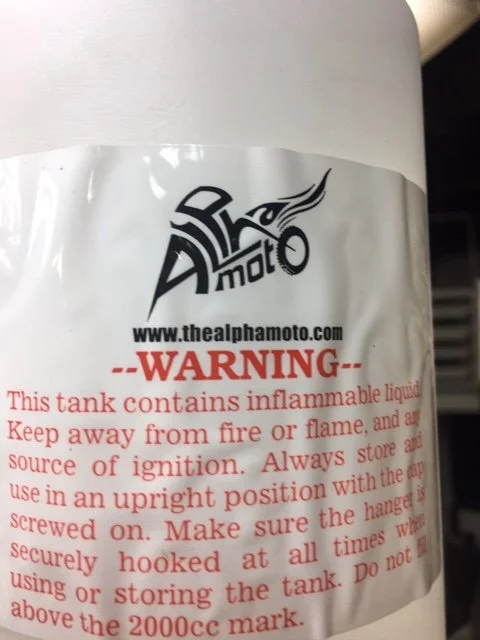 Alpha
moto
www.thealphamoto.com
--WARNING--
This tank contains inflammable liquid.
Keep away from fire or flame, and any
source of ignition. Always store and
use in an upright position with the cap
screwed on. Make sure the hanger is
securely hooked at all times when
using or storing the tank. Do not fill
above the 2000cc mark.